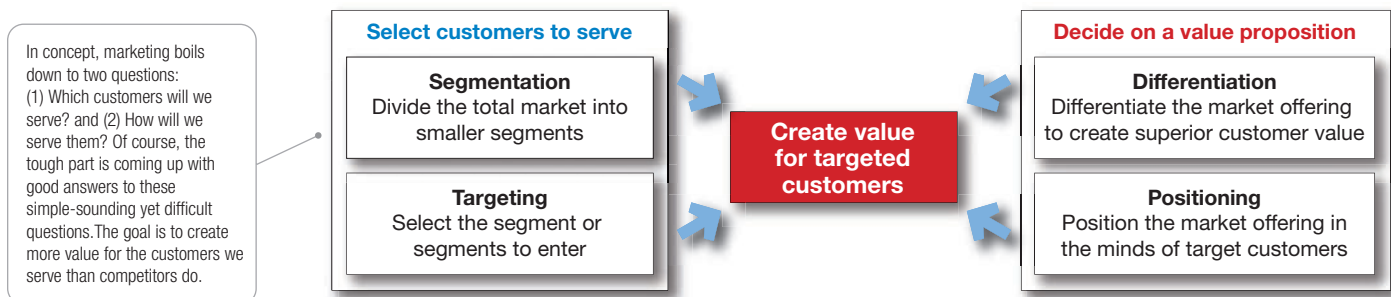 In concept, marketing boils
down to two questions:
(1) Which customers will we
serve? and (2) How will we
serve them? Of course, the
tough part is coming up with
good answers to these
simple-sounding yet difficult
questions.The goal is to create
more value for the customers we
serve than competitors do.
Select customers to serve
Segmentation
Divide the total market into
smaller segments
Targeting
Select the segment or
segments to enter
Create value
for targeted
customers
Decide on a value proposition
Differentiation
Differentiate the market offering
to create superior customer value
Positioning
Position the market offering in
the minds of target customers